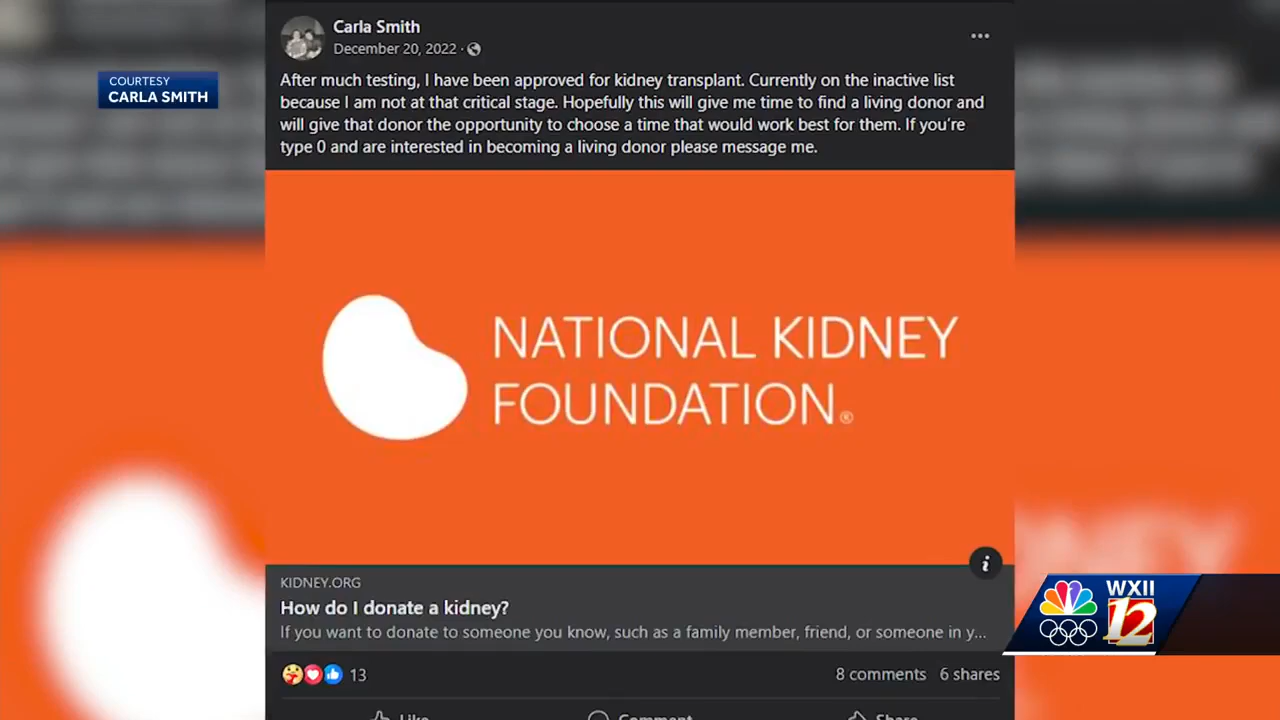 COURTESY
CARLA SMITH
Carla Smith
December 20, 2022 ·
After much testing, I have been approved for kidney transplant. Currently on the inactive list
because I am not at that critical stage. Hopefully this will give me time to find a living donor and
will give that donor the opportunity to choose a time that would work best for them. If you're
type 0 and are interested in becoming a living donor please message me.
NATIONAL KIDNEY
FOUNDATION®
KIDNEY.ORG
How do I donate a kidney?
If you want to donate to someone you know, such as a family member, friend, or someone in y...
13
8 comments 6 shares
Like Comment Share
WXII
12